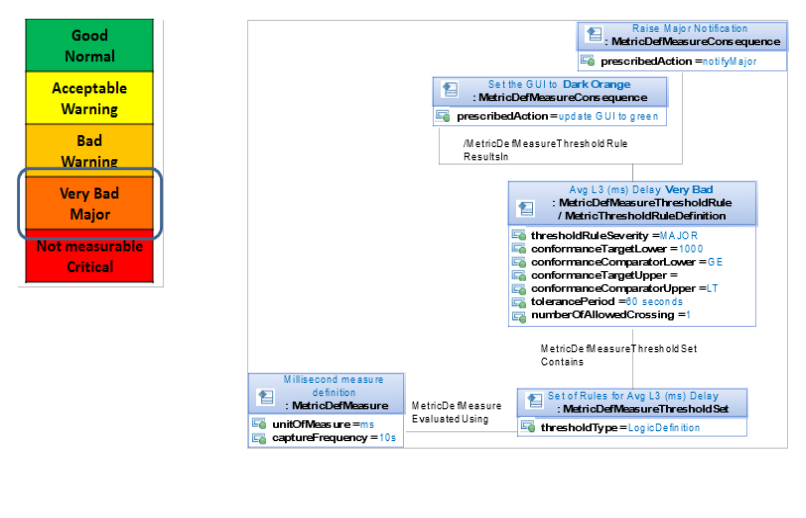 Good
Normal
Acceptable
Warning
Bad
Warning
Very Bad
Major
Not measurable
Critical
Raise Major Notification
: MetricDefMeasureConsequence
prescribedAction =notifyMajor
Set the GUI to Dark Orange
: MetricDefMeasureConsequence
prescribedAction =update GUI to green
/MetricDefMeasureThresholdRule
ResultsIn
Avg L3 (ms) Delay Very Bad
: MetricDefMeasureThresholdRule
/ MetricThresholdRuleDefinition
thresholdRuleSeverity =MAJOR
conformanceTargetLower =1000
conformanceComparatorLower =GE
conformanceTargetUpper =
conformanceComparatorUpper =LT
tolerancePeriod =60 seconds
numberOfAllowedCrossing =1
MetricDefMeasureThresholdSet
Contains
Millisecond measure
definition
: MetricDefMeasure
unitOfMeasure =ms
captureFrequency =10s
MetricDefMeasure
EvaluatedUsing
Set of Rules for Avg L3 (ms) Delay
: MetricDefMeasureThresholdSet
thresholdType =LogicDefinition